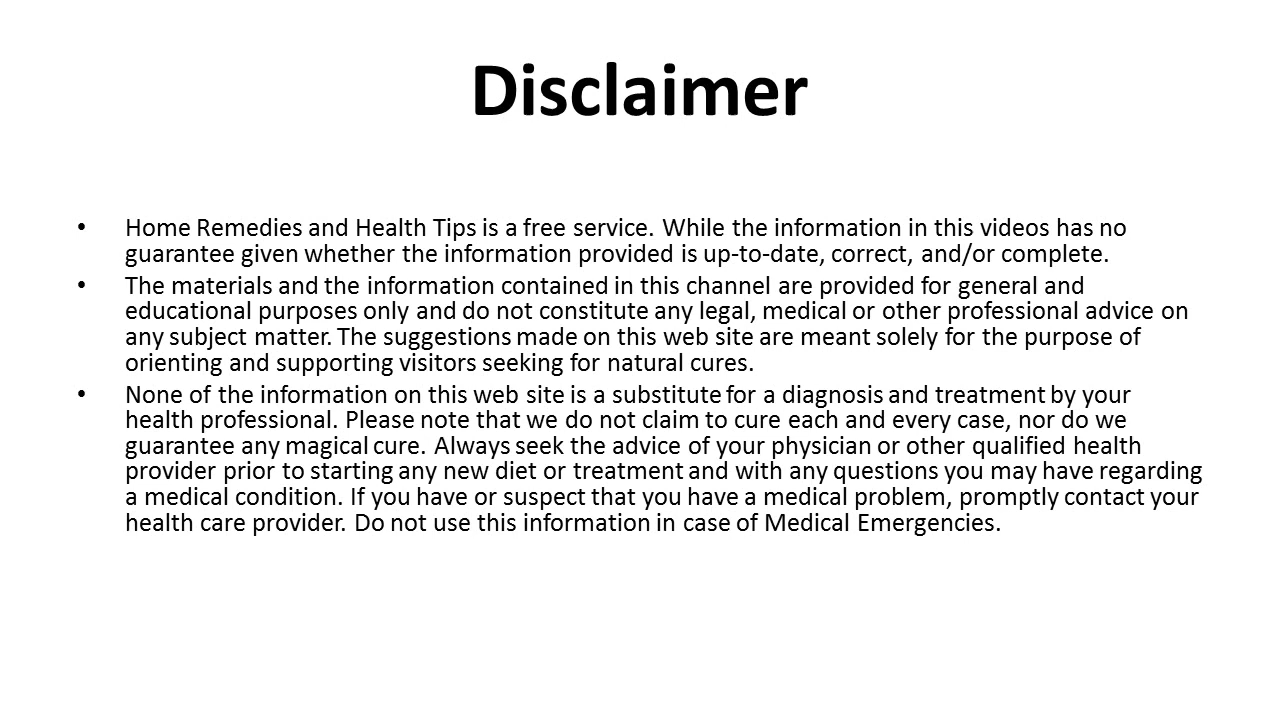 Disclaimer
• Home Remedies and Health Tips is a free service. While the information in this videos has no
guarantee given whether the information provided is up-to-date, correct, and/or complete.
• The materials and the information contained in this channel are provided for general and
educational purposes only and do not constitute any legal, medical or other professional advice on
any subject matter. The suggestions made on this web site are meant solely for the purpose of
orienting and supporting visitors seeking for natural cures.
• None of the information on this web site is a substitute for a diagnosis and treatment by your
health professional. Please note that we do not claim to cure each and every case, nor do we
guarantee any magical cure. Always seek the advice of your physician or other qualified health
provider prior to starting any new diet or treatment and with any questions you may have regarding
a medical condition. If you have or suspect that you have a medical problem, promptly contact your
health care provider. Do not use this information in case of Medical Emergencies.